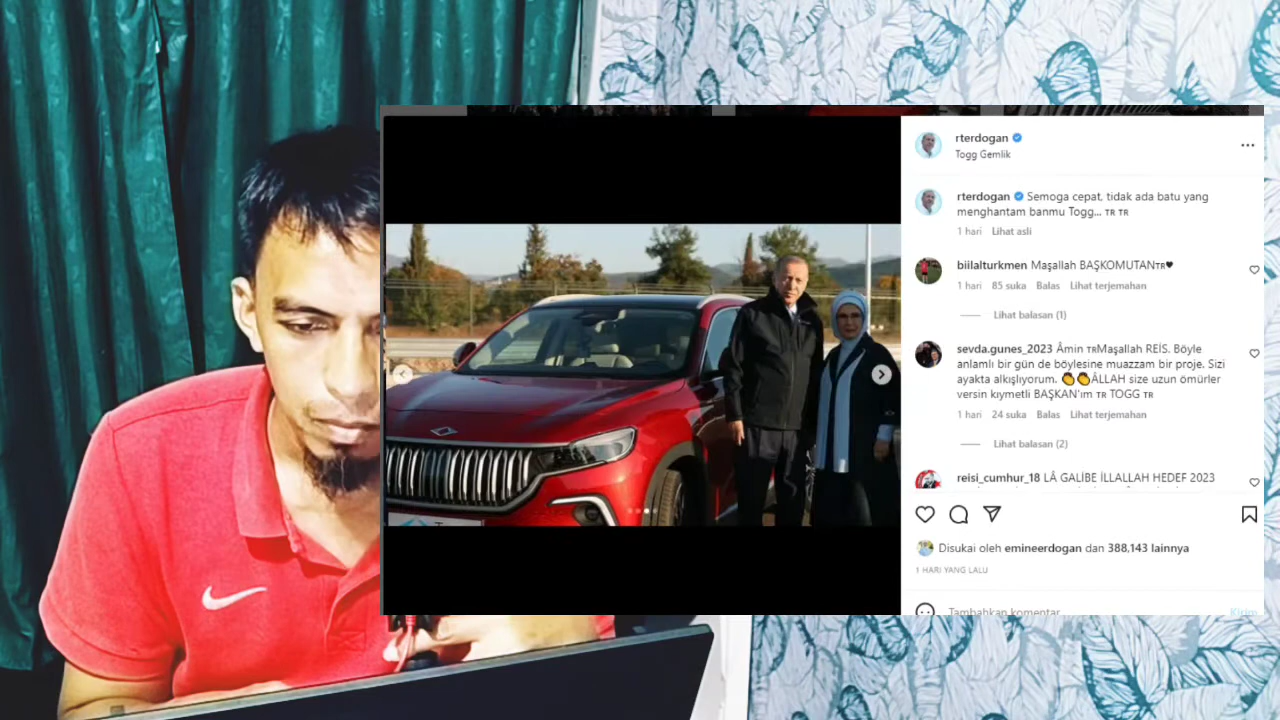 rterdogan
Togg Gemlik
rterdogan Semoga cepat, tidak ada batu yang
menghantam banmu Togg... TR TR
1 hari Lihat asli
biilalturkmen Maşallah BAŞKOMUTANTR♥
1 hari 85 suka Balas Lihat terjemahan
Lihat balasan (1)
sevda.gunes_2023 Âmin TRMaşallah REİS. Böyle
anlamlı bir gün de böylesine muazzam bir proje. Sizi
ayakta alkışlıyorum. 👏👏ÂLLAH size uzun ömürler
versin kıymetli BAŞKAN'ım TR TOGG TR
1 hari 24 suka Balas Lihat terjemahan
Lihat balasan (2)
reisi_cumhur_18 LÂ GALİBE İLLALLAH HEDEF 2023
Disukai oleh emineerdogan dan 388,143 lainnya
1 HARI YANG LALU
Tambahkan komentar
Kirim